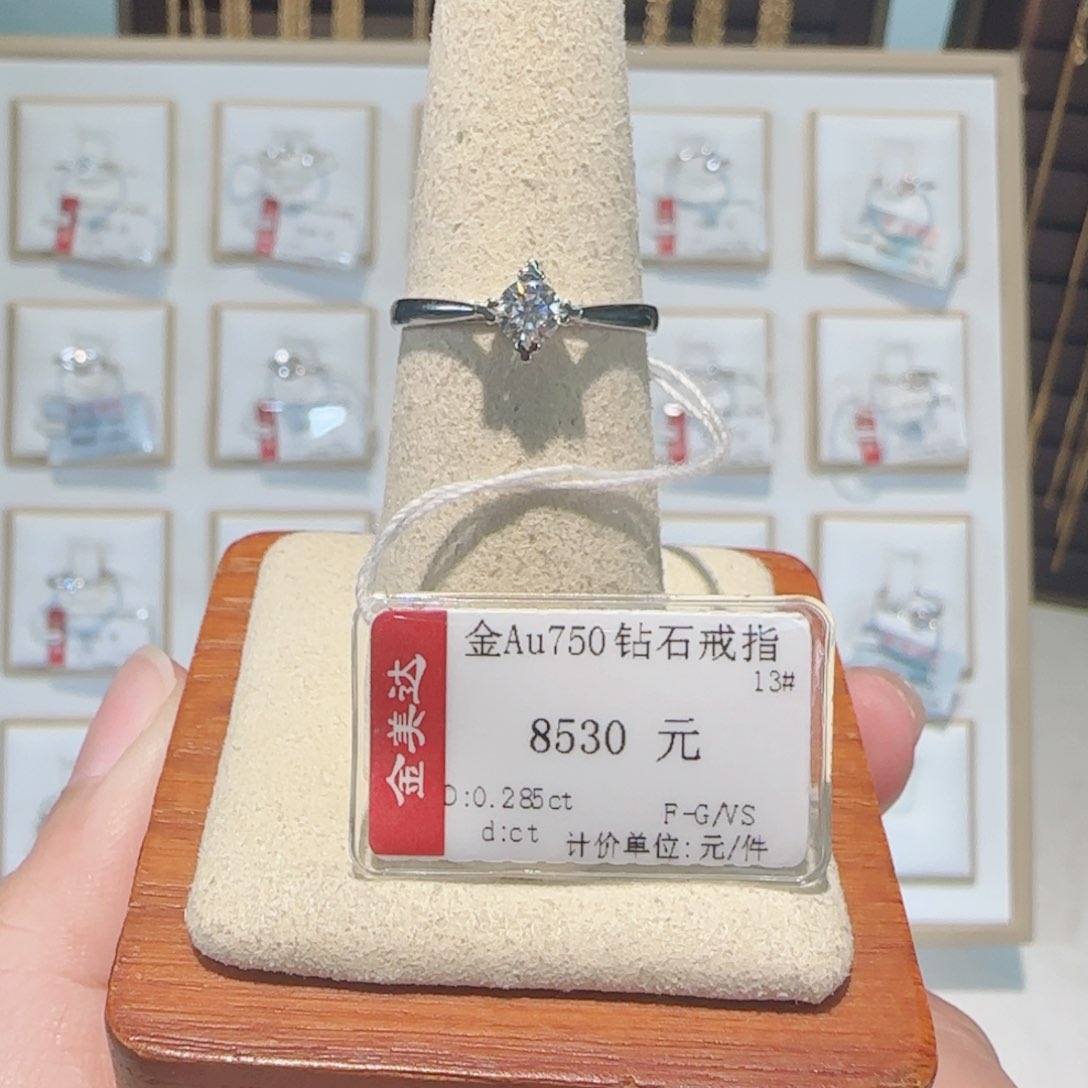 金美达
金Au750钻石戒指
13#
8530 元
D:0.285ct
F-G/VS
d:ct
计价单位:元/件